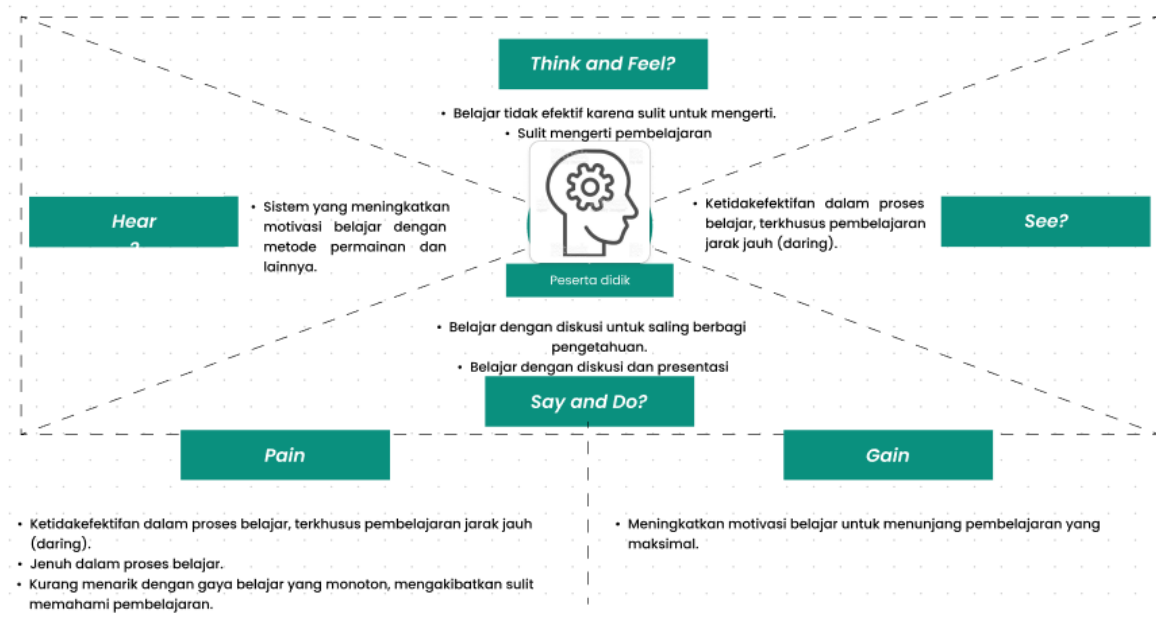 Think and Feel?
• Belajar tidak efektif karena sulit untuk mengerti.
• Sulit mengerti pembelajaran
Hear
?
• Sistem yang meningkatkan
motivasi belajar dengan
metode permainan dan
lainnya.
• Ketidakefektifan dalam proses
belajar, terkhusus pembelajaran
jarak jauh (daring).
See?
Peserta didik
• Belajar dengan diskusi untuk saling berbagi
pengetahuan.
• Belajar dengan diskusi dan presentasi
Say and Do?
Pain
• Ketidakefektifan dalam proses belajar, terkhusus pembelajaran jarak jauh
(daring).
• Jenuh dalam proses belajar.
• Kurang menarik dengan gaya belajar yang monoton, mengakibatkan sulit
memahami pembelajaran.
Gain
• Meningkatkan motivasi belajar untuk menunjang pembelajaran yang
maksimal.